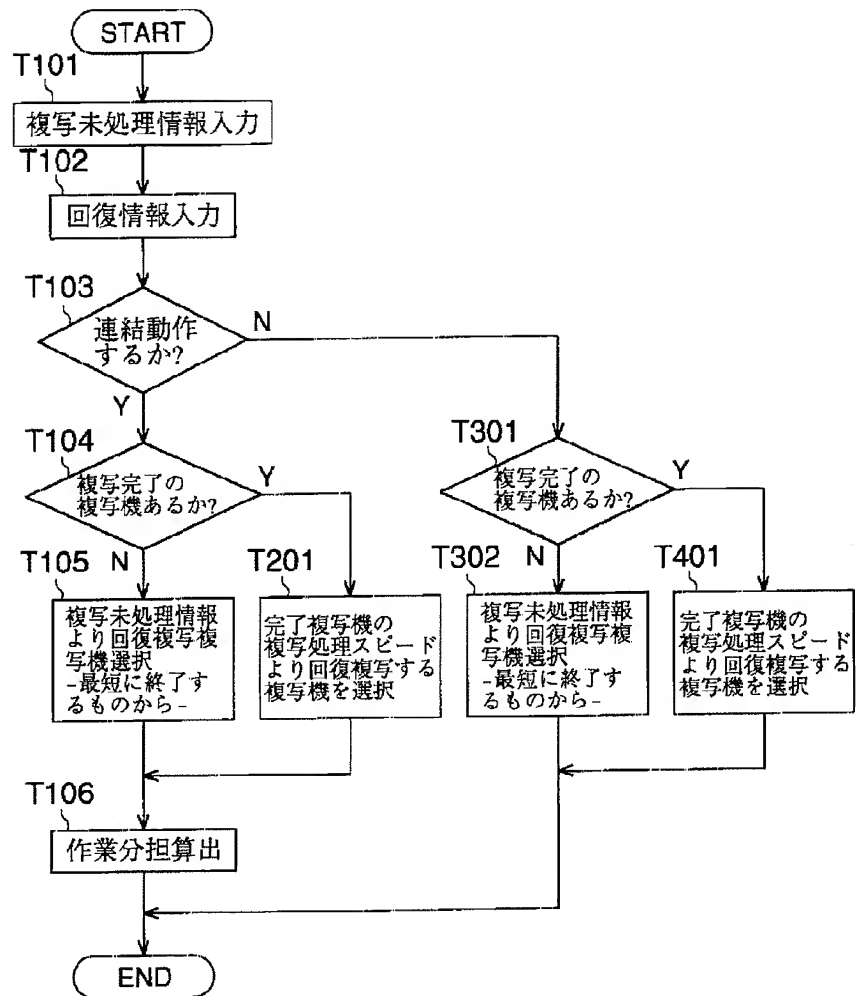 START
T101
複写未処理情報入力
T102
回復情報入力
T103
連結動作
するか?
N
Y
T104
複写完了の
複写機あるか?
Y
N
T105
複写未処理情報
より回復複写複
写機選択
-最短に終了す
るものから-
T201
完了複写機の
複写処理スピード
より回復複写する
複写機を選択
T106
作業分担算出
T301
複写完了の
複写機あるか?
Y
N
T302
複写未処理情報
より回復複写複
写機選択
-最短に終了す
るものから-
T401
完了複写機の
複写処理スピード
より回復複写する
複写機を選択
END